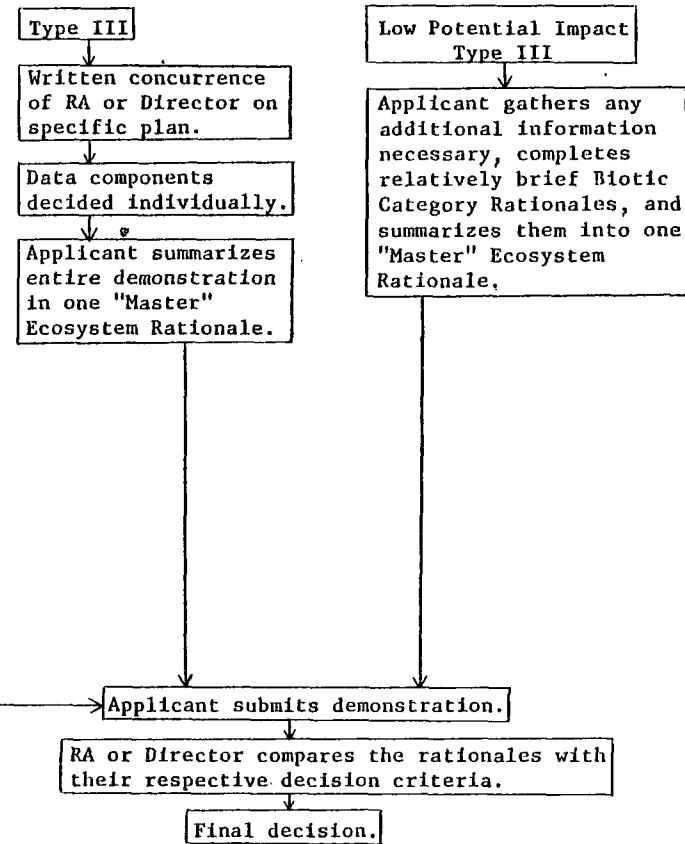 Type III
Written concurrence
of RA or Director on
specific plan.
Data components
decided individually.
Applicant summarizes
entire demonstration
in one "Master"
Ecosystem Rationale.
Low Potential Impact
Type III
Applicant gathers any
additional information
necessary, completes
relatively brief Biotic
Category Rationales, and
summarizes them into one
"Master" Ecosystem
Rationale.
Applicant submits demonstration.
RA or Director compares the rationales with
their respective decision criteria.
Final decision.